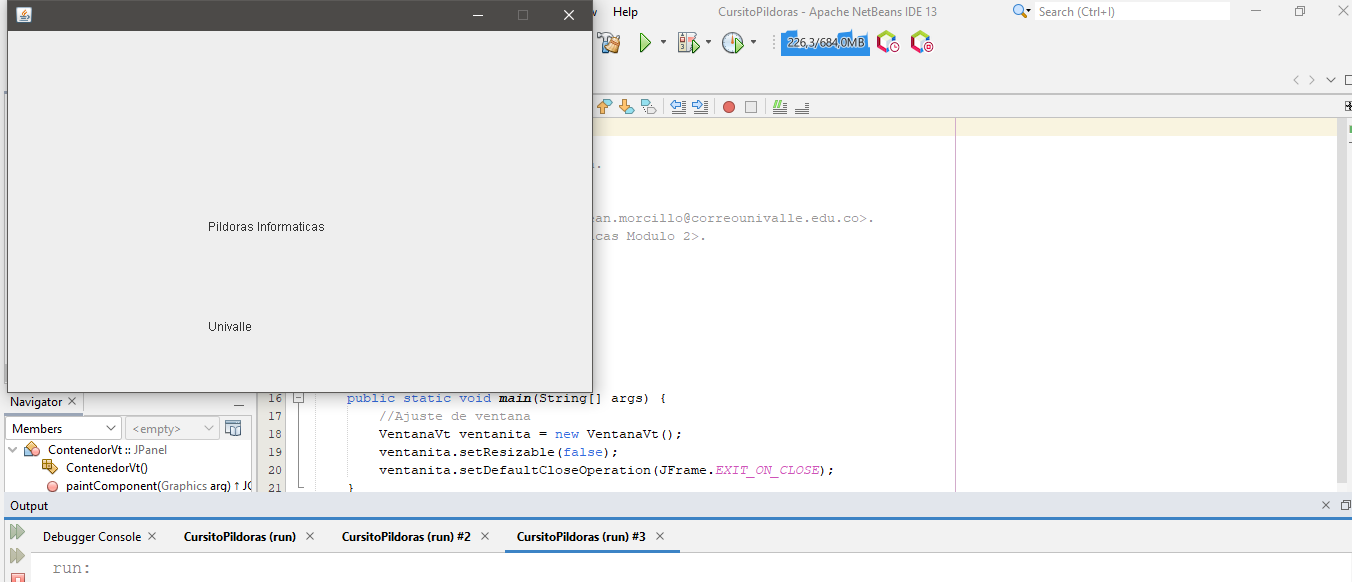 Help
CursitoPildoras - Apache NetBeans IDE 13
Search (Ctrl+I)
226,3/684,0MB
Pildoras Informaticas
Univalle
an.morcillo@correounivalle.edu.co>.
cas Modulo 2>.
Navigator
Members
<empty>
ContenedorVt :: JPanel
ContenedorVt()
paintComponent(Graphics arg) ↑ JC
16 public static void main(String[] args) {
17 //Ajuste de ventana
18 VentanaVt ventanita = new VentanaVt();
19 ventanita.setResizable(false);
20 ventanita.setDefaultCloseOperation(JFrame.EXIT_ON_CLOSE);
21 }
Output
Debugger Console
CursitoPildoras (run)
CursitoPildoras (run) #2
CursitoPildoras (run) #3
run: